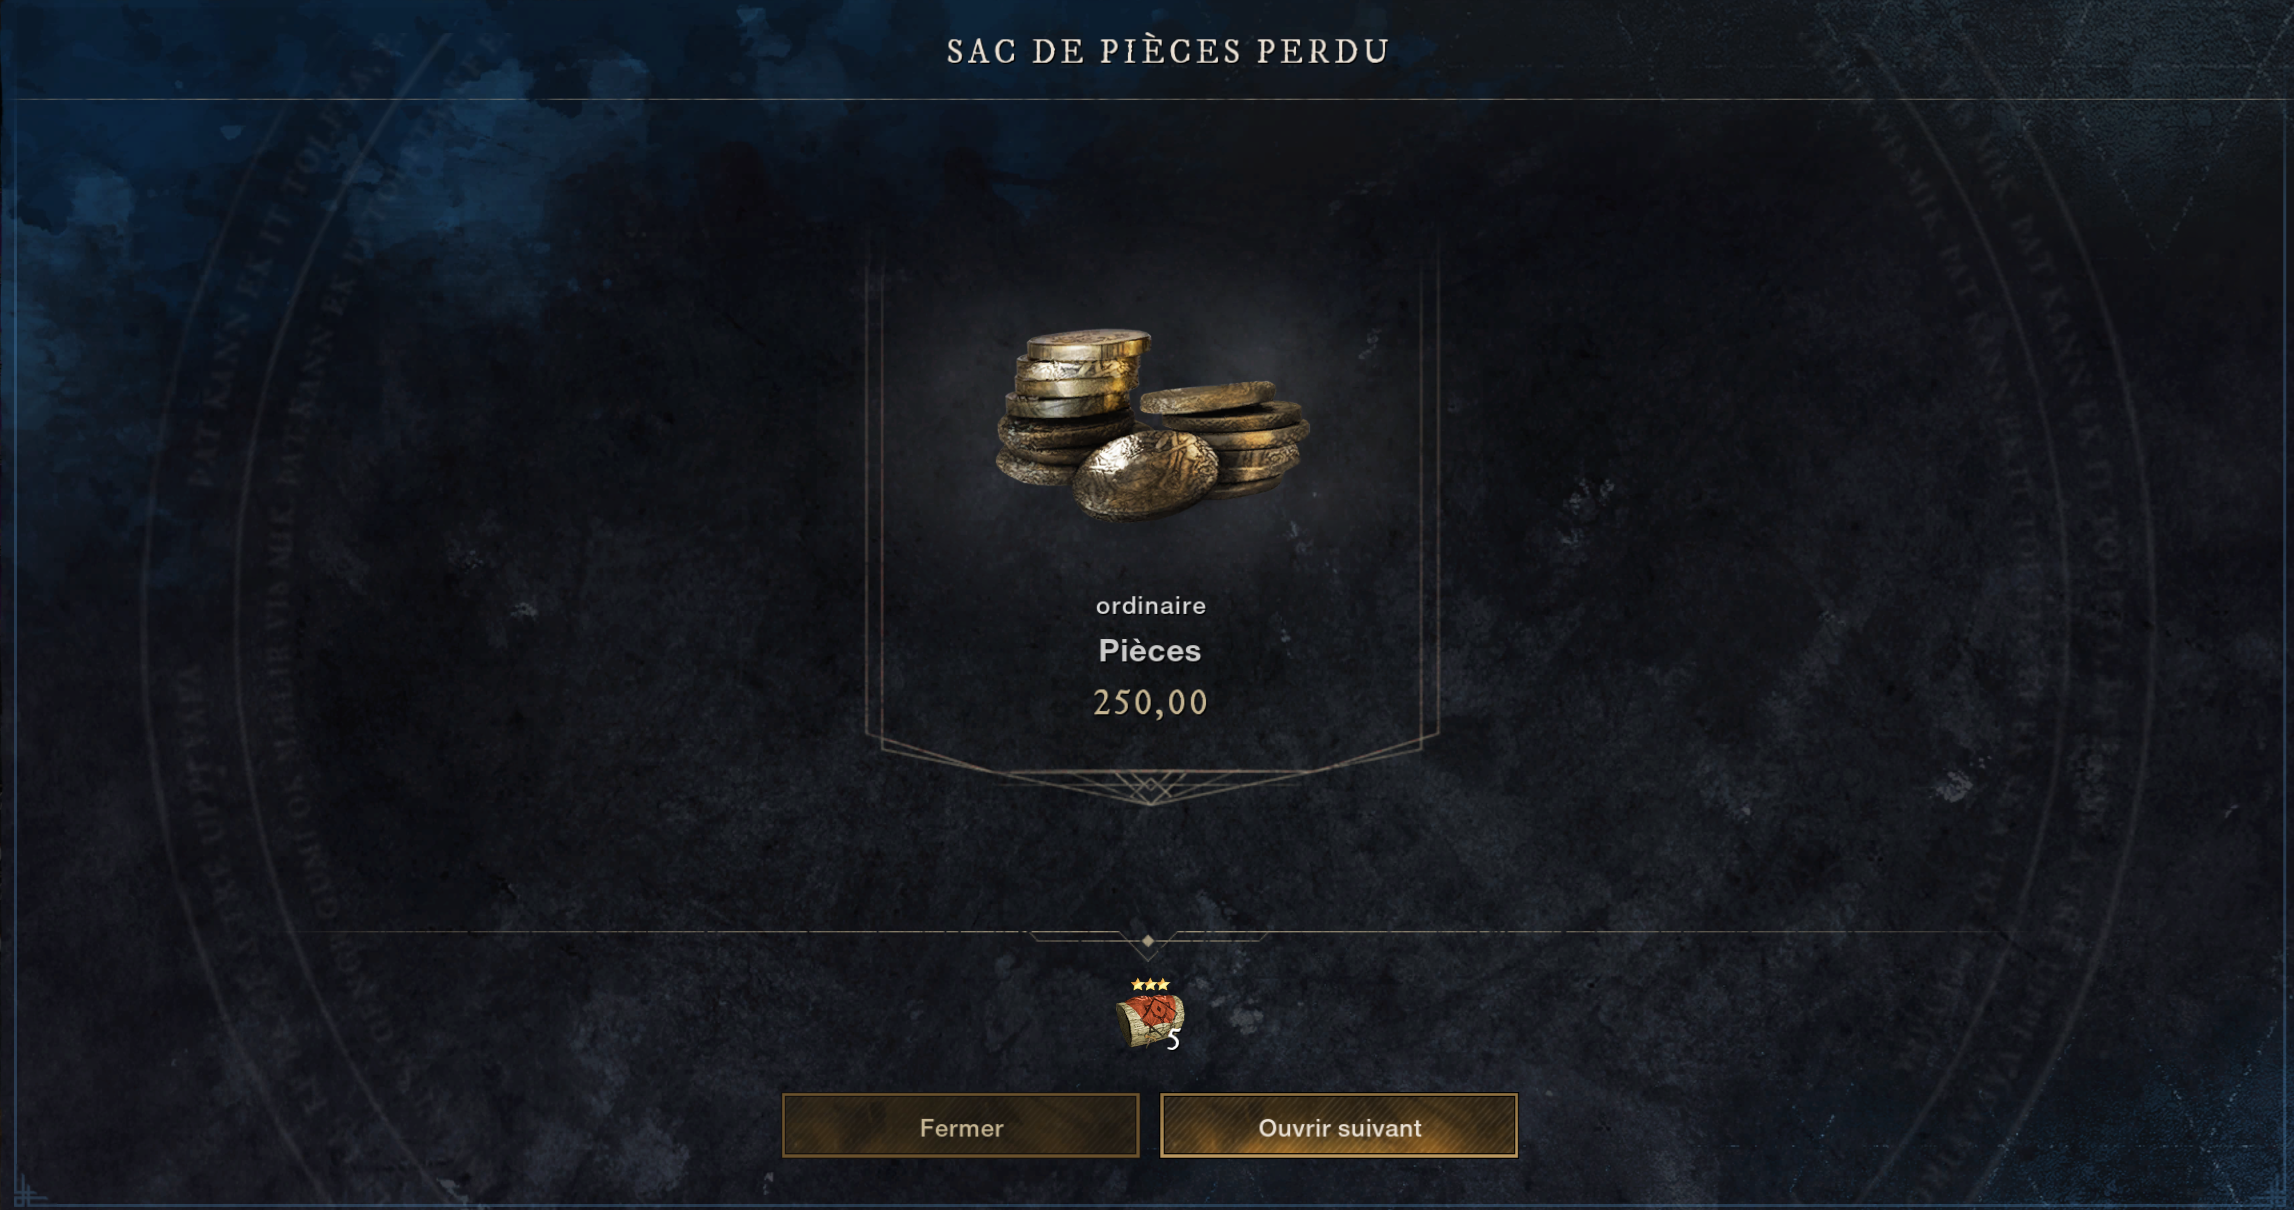 SAC DE PIÈCES PERDU
ordinaire
Pièces
250,00
5
Fermer
Ouvrir suivant